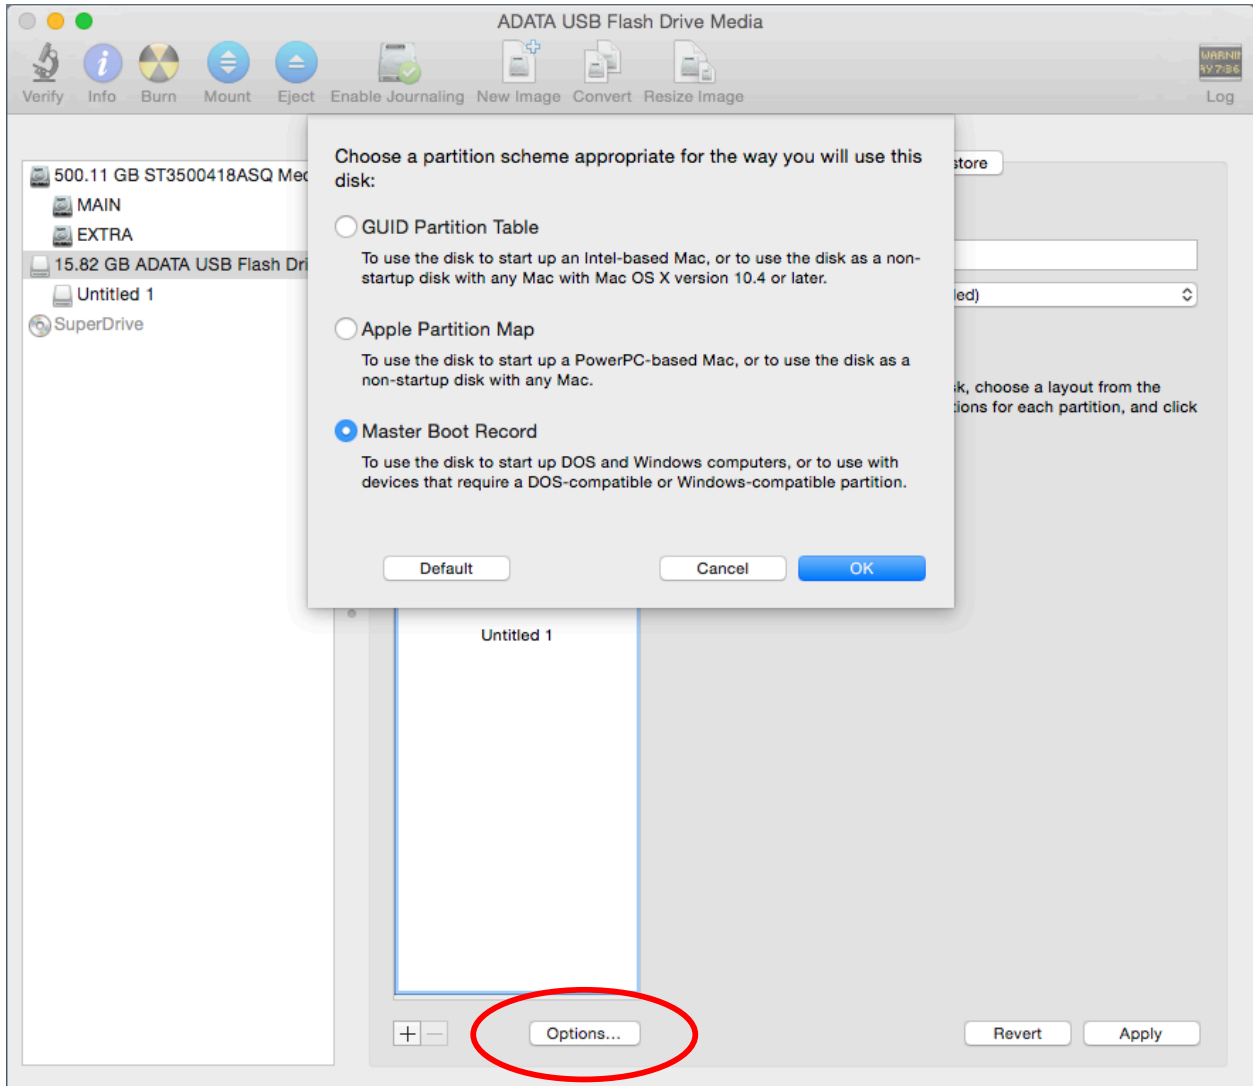 ADATA USB Flash Drive Media
Verify Info Burn Mount Eject Enable Journaling New Image Convert Resize Image Log
WARNIN
AY 7:36
500.11 GB ST3500418ASQ Med
MAIN
EXTRA
15.82 GB ADATA USB Flash Dri
Untitled 1
SuperDrive
Choose a partition scheme appropriate for the way you will use this
disk:
GUID Partition Table
To use the disk to start up an Intel-based Mac, or to use the disk as a non-
startup disk with any Mac with Mac OS X version 10.4 or later.
Apple Partition Map
To use the disk to start up a PowerPC-based Mac, or to use the disk as a
non-startup disk with any Mac.
Master Boot Record
To use the disk to start up DOS and Windows computers, or to use with
devices that require a DOS-compatible or Windows-compatible partition.
Default Cancel OK
store
led)
sk, choose a layout from the
tions for each partition, and click
Untitled 1
+ − Options... Revert Apply